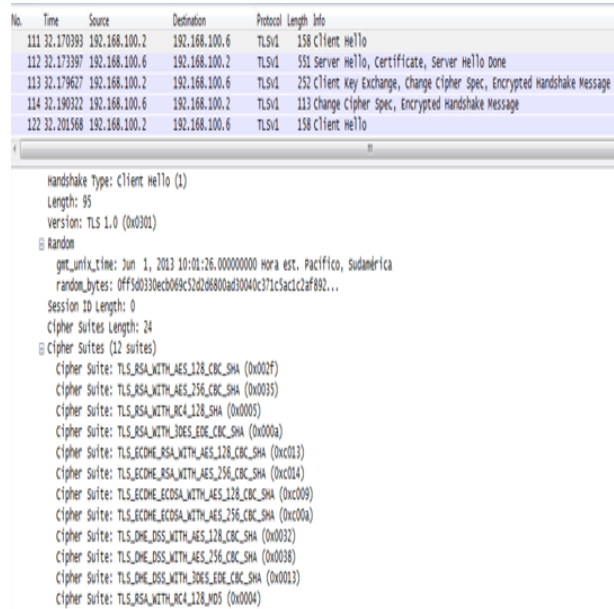 No. Time Source Destination Protocol Length Info
111 32.170393 192.168.100.2 192.168.100.6 TLSv1 158 Client Hello
112 32.173397 192.168.100.6 192.168.100.2 TLSv1 551 Server Hello, Certificate, Server Hello Done
113 32.179627 192.168.100.2 192.168.100.6 TLSv1 252 Client Key Exchange, Change Cipher Spec, Encrypted Handshake Message
114 32.190322 192.168.100.6 192.168.100.2 TLSv1 113 Change Cipher Spec, Encrypted Handshake Message
122 32.201568 192.168.100.2 192.168.100.6 TLSv1 158 Client Hello
Handshake Type: Client Hello (1)
Length: 95
Version: TLS 1.0 (0x0301)
Random
gmt_unix_time: Jun 1, 2013 10:01:26.000000000 Hora est. Pacífico, Sudamérica
random_bytes: 0ff5d0330ecb069c52d2d6800ad30040c371c5ac1c2af892...
Session ID Length: 0
Cipher Suites Length: 24
Cipher Suites (12 suites)
Cipher Suite: TLS_RSA_WITH_AES_128_CBC_SHA (0x002f)
Cipher Suite: TLS_RSA_WITH_AES_256_CBC_SHA (0x0035)
Cipher Suite: TLS_RSA_WITH_RC4_128_SHA (0x0005)
Cipher Suite: TLS_RSA_WITH_3DES_EDE_CBC_SHA (0x000a)
Cipher Suite: TLS_ECDHE_RSA_WITH_AES_128_CBC_SHA (0xc013)
Cipher Suite: TLS_ECDHE_RSA_WITH_AES_256_CBC_SHA (0xc014)
Cipher Suite: TLS_ECDHE_ECDSA_WITH_AES_128_CBC_SHA (0xc009)
Cipher Suite: TLS_ECDHE_ECDSA_WITH_AES_256_CBC_SHA (0xc00a)
Cipher Suite: TLS_DHE_DSS_WITH_AES_128_CBC_SHA (0x0032)
Cipher Suite: TLS_DHE_DSS_WITH_AES_256_CBC_SHA (0x0038)
Cipher Suite: TLS_DHE_DSS_WITH_3DES_EDE_CBC_SHA (0x0013)
Cipher Suite: TLS_RSA_WITH_RC4_128_MD5 (0x0004)